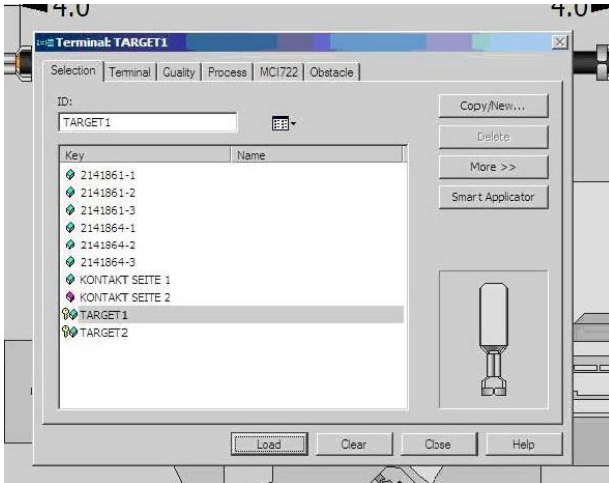 4.0
4.0
Terminal: TARGET1
Selection
Terminal
Quality
Process
MCI722
Obstacle
ID:
TARGET1
Copy/New...
Delete
More >>
Smart Applicator
Key
Name
2141861-1
2141861-2
2141861-3
2141864-1
2141864-2
2141864-3
KONTAKT SEITE 1
KONTAKT SEITE 2
TARGET1
TARGET2
Load
Clear
Close
Help